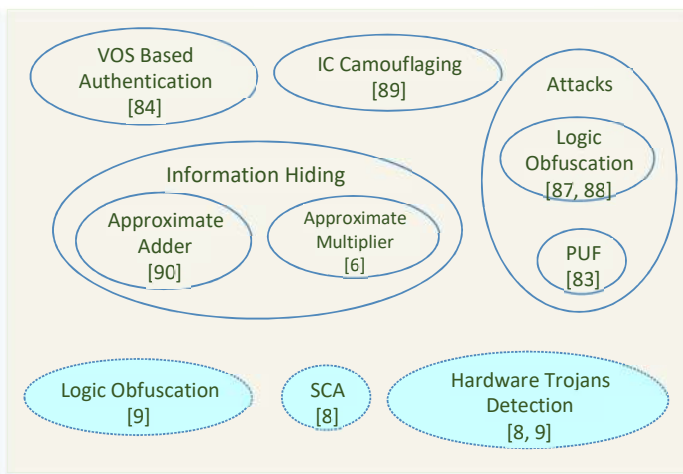 VOS Based
Authentication
[84]
IC Camouflaging
[89]
Attacks
Logic
Obfuscation
[87, 88]
PUF
[83]
Information Hiding
Approximate
Adder
[90]
Approximate
Multiplier
[6]
Logic Obfuscation
[9]
SCA
[8]
Hardware Trojans
Detection
[8, 9]